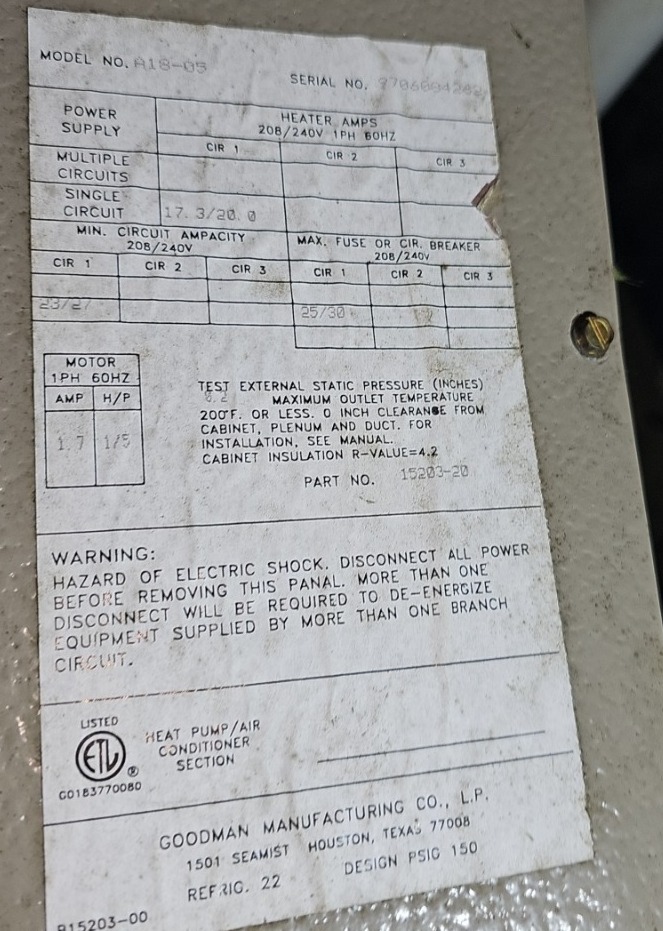 MODEL NO. A18-05
SERIAL NO.
POWER SUPPLY
HEATER AMPS
208/240V 1PH 60HZ
CIR 1 CIR 2 CIR 3
MULTIPLE CIRCUITS
SINGLE CIRCUIT 17.3/20.0
MIN. CIRCUIT AMPACITY
208/240V
MAX. FUSE OR CIR. BREAKER
208/240V
CIR 1 CIR 2 CIR 3 CIR 1 CIR 2 CIR 3
23/27 25/30
MOTOR
1PH 60HZ
AMP H/P
1.7 1/5
TEST EXTERNAL STATIC PRESSURE (INCHES)
0.2 MAXIMUM OUTLET TEMPERATURE
200°F. OR LESS. 0 INCH CLEARANSE FROM
CABINET, PLENUM AND DUCT. FOR
INSTALLATION, SEE MANUAL.
CABINET INSULATION R-VALUE=4.2
PART NO. 15203-20
WARNING:
HAZARD OF ELECTRIC SHOCK. DISCONNECT ALL POWER
BEFORE REMOVING THIS PANAL. MORE THAN ONE
DISCONNECT WILL BE REQUIRED TO DE-ENERGIZE
EQUIPMENT SUPPLIED BY MORE THAN ONE BRANCH
CIRCUIT.
LISTED
ETL
®
C0183770080
HEAT PUMP/AIR
CONDITIONER
SECTION
GOODMAN MANUFACTURING CO., L.P.
1501 SEAMIST HOUSTON, TEXAS 77008
REFRIG. 22 DESIGN PSIG 150
B15203-00